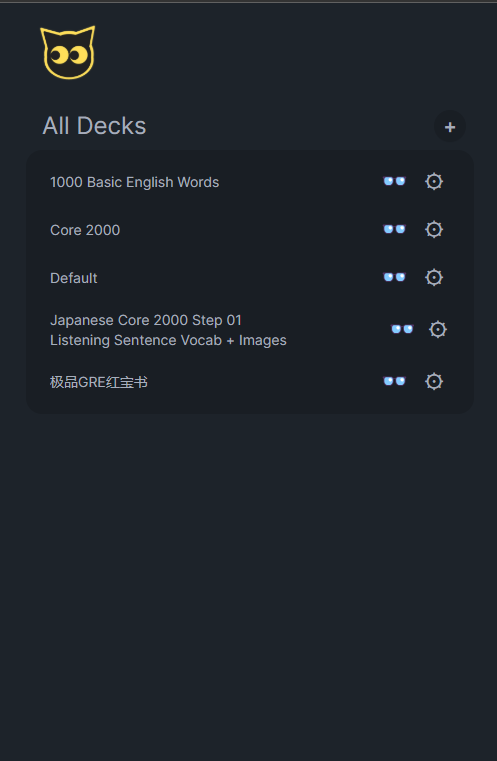 All Decks
+
1000 Basic English Words
Core 2000
Default
Japanese Core 2000 Step 01
Listening Sentence Vocab + Images
极品GRE红宝书